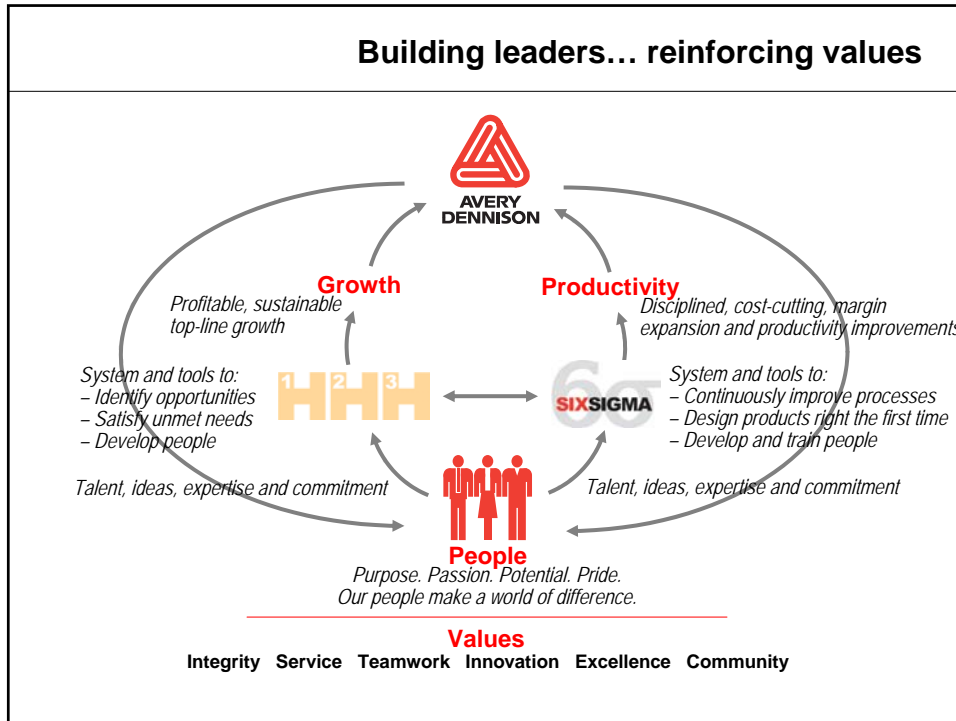 Building leaders… reinforcing values
AVERY
DENNISON
Growth
Profitable, sustainable
top-line growth
Productivity
Disciplined, cost-cutting, margin
expansion and productivity improvements
System and tools to:
– Identify opportunities
– Satisfy unmet needs
– Develop people
1 2 3
HHH
6σ
SIXSIGMA
System and tools to:
– Continuously improve processes
– Design products right the first time
– Develop and train people
Talent, ideas, expertise and commitment
Talent, ideas, expertise and commitment
People
Purpose. Passion. Potential. Pride.
Our people make a world of difference.
Values
Integrity Service Teamwork Innovation Excellence Community